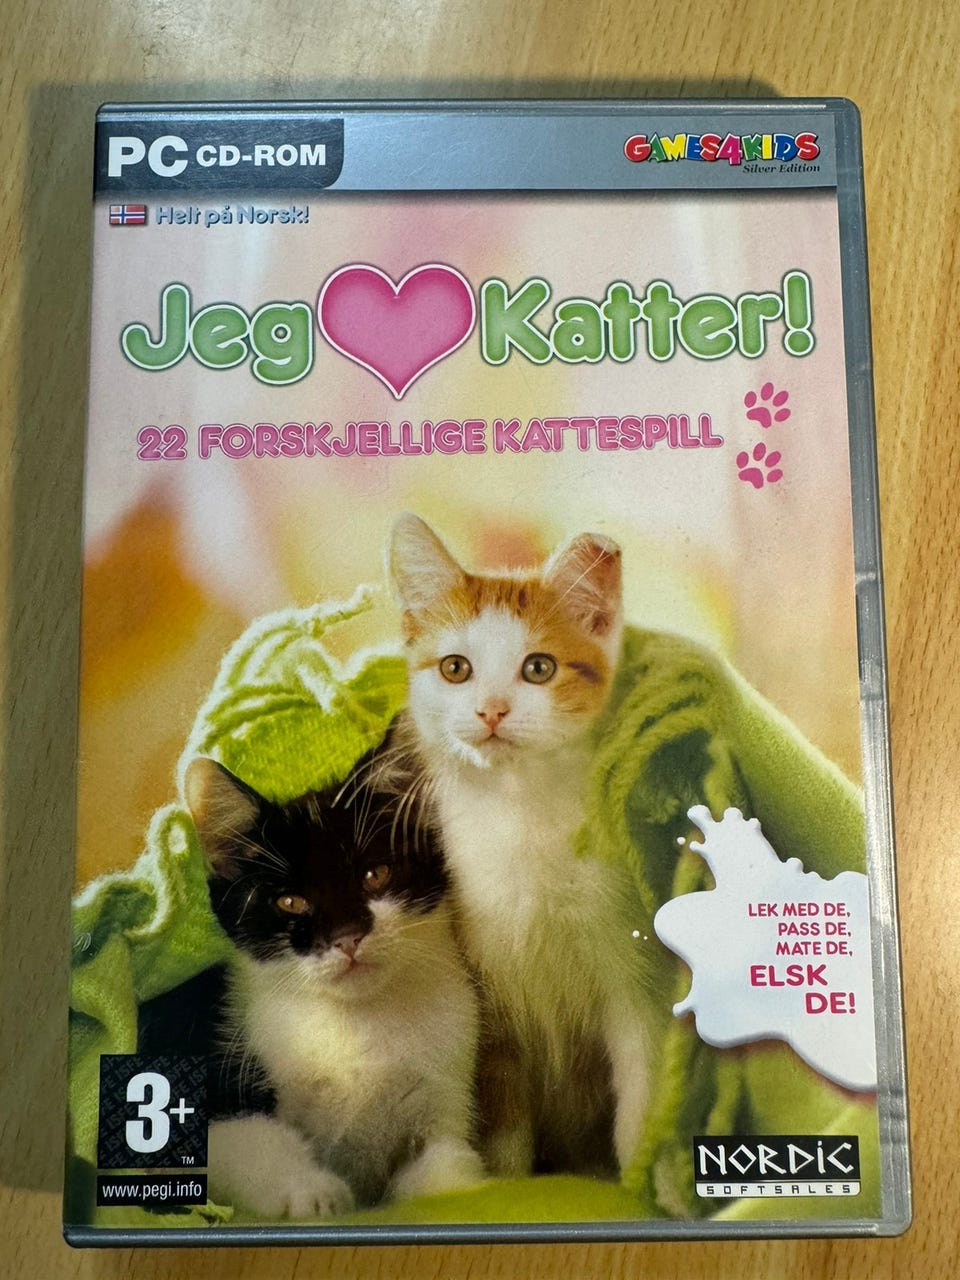 PC CD-ROM
GAMES4KIDS
Silver Edition
Helt på Norsk!
Jeg Katter!
22 FORSKJELLIGE KATTESPILL
LEK MED DE,
PASS DE,
MATE DE,
ELSK
DE!
3+
TM
www.pegi.info
NORDIC
SOFTSALES